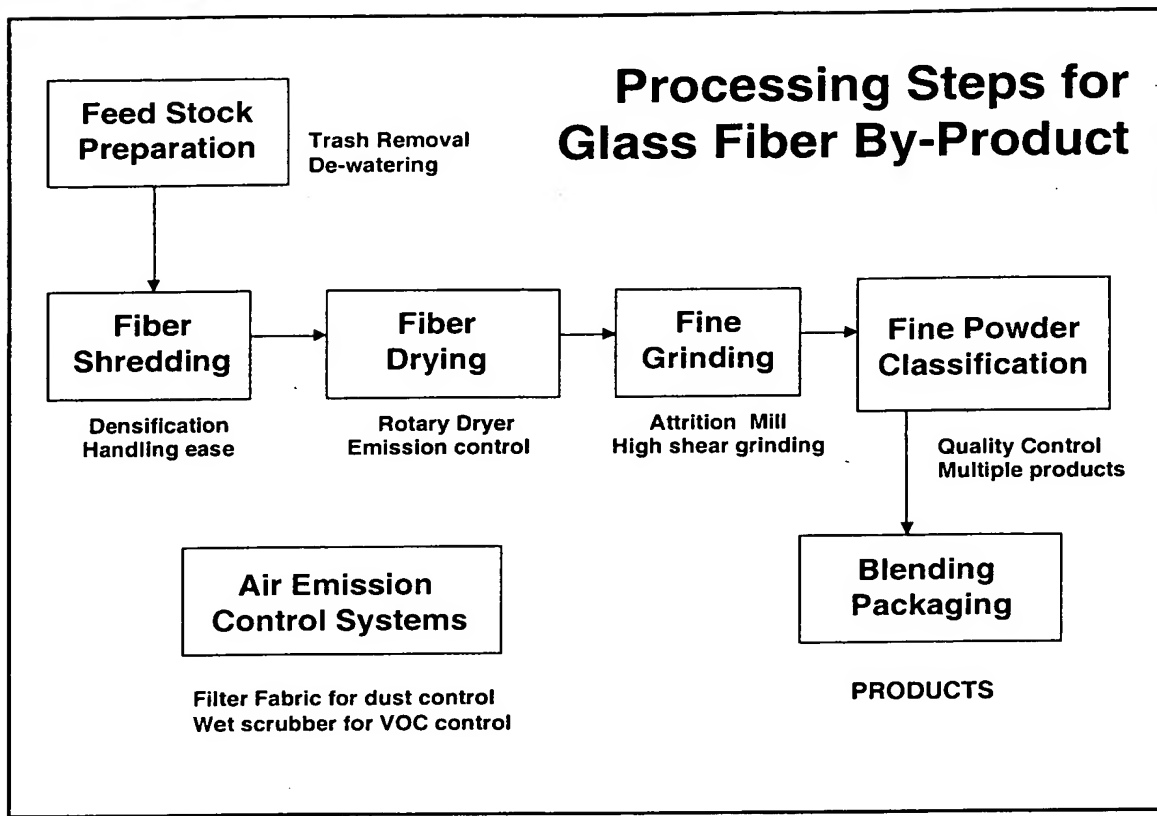 Processing Steps for
Glass Fiber By-Product
Feed Stock
Preparation
Trash Removal
De-watering
Fiber
Shredding
Densification
Handling ease
Fiber
Drying
Rotary Dryer
Emission control
Fine
Grinding
Attrition Mill
High shear grinding
Fine Powder
Classification
Quality Control
Multiple products
Air Emission
Control Systems
Filter Fabric for dust control
Wet scrubber for VOC control
Blending
Packaging
PRODUCTS